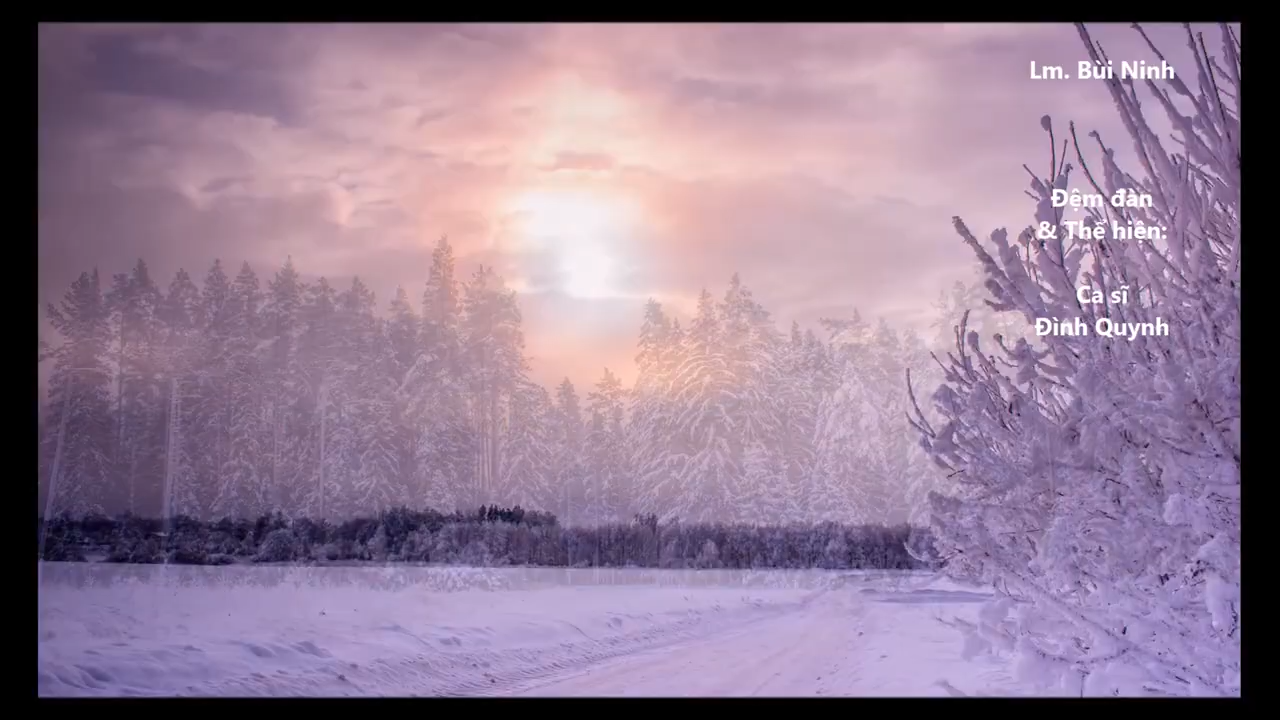 Lm. Bùi Ninh
Đệm đàn
& Thể hiện:
Ca sĩ
Đình Quynh